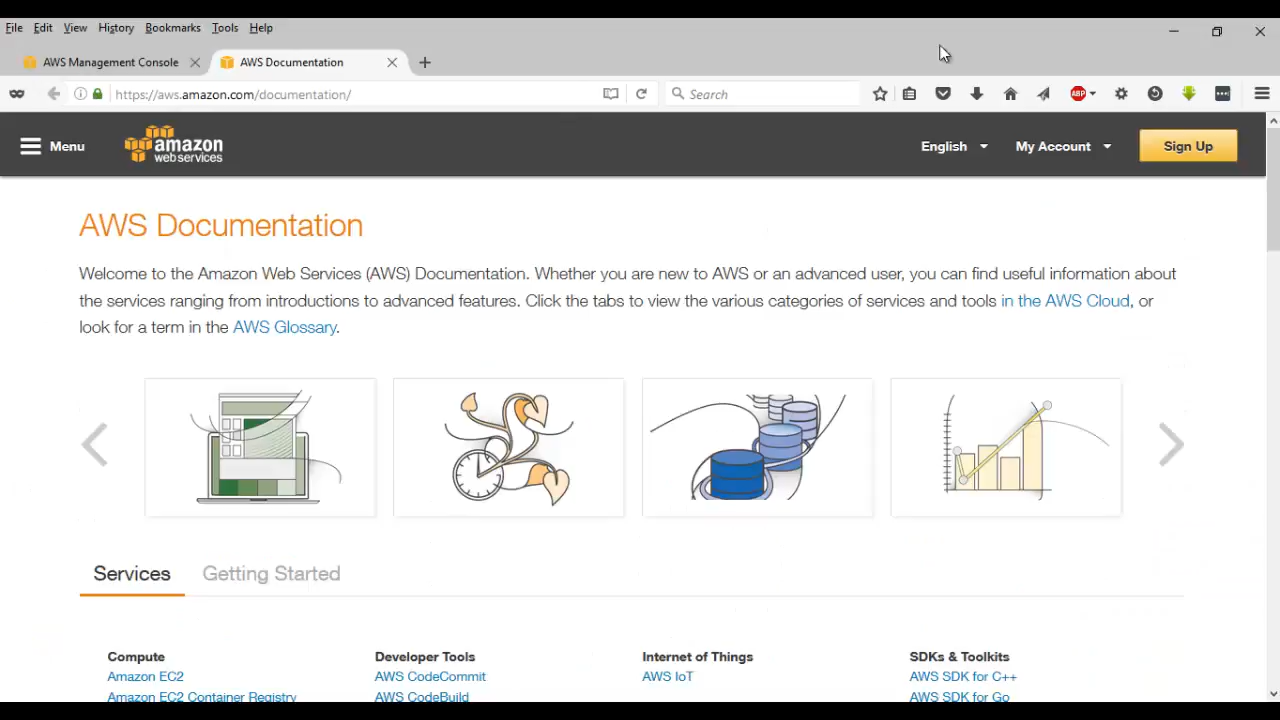 File Edit View History Bookmarks Tools Help
AWS Management Console AWS Documentation
https://aws.amazon.com/documentation/ Search ABP
Menu amazon web services English My Account Sign Up
AWS Documentation
Welcome to the Amazon Web Services (AWS) Documentation. Whether you are new to AWS or an advanced user, you can find useful information about
the services ranging from introductions to advanced features. Click the tabs to view the various categories of services and tools in the AWS Cloud, or
look for a term in the AWS Glossary.
Services Getting Started
Compute Developer Tools Internet of Things SDKs & Toolkits
Amazon EC2 AWS CodeCommit AWS IoT AWS SDK for C++
Amazon EC2 Container Registry AWS CodeBuild AWS SDK for Go